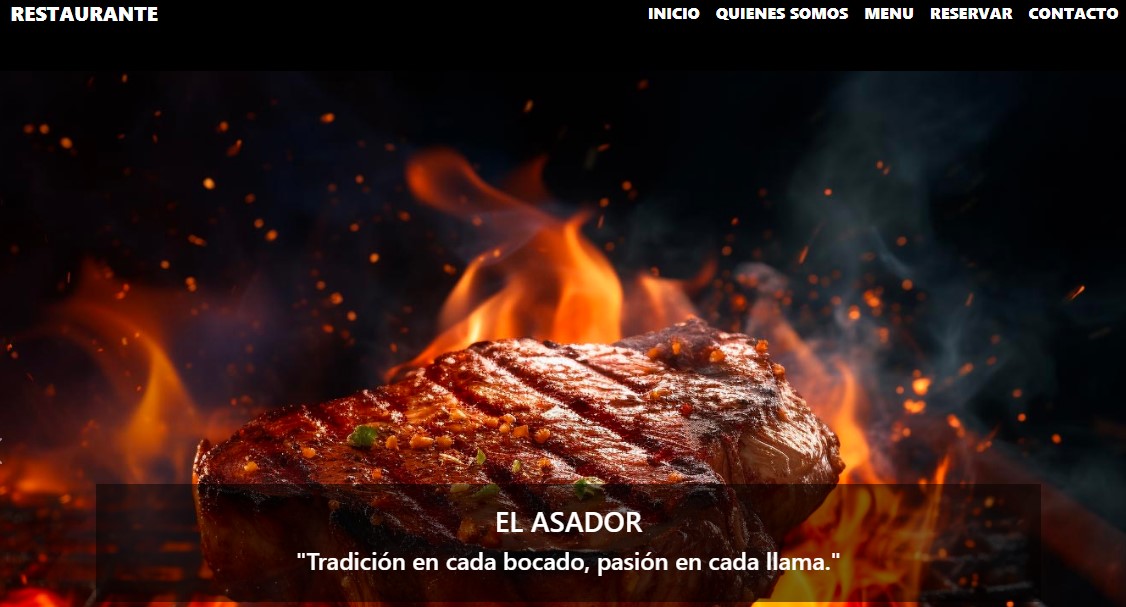 RESTAURANTE
INICIO QUIENES SOMOS MENU RESERVAR CONTACTO
EL ASADOR
"Tradición en cada bocado, pasión en cada llama."